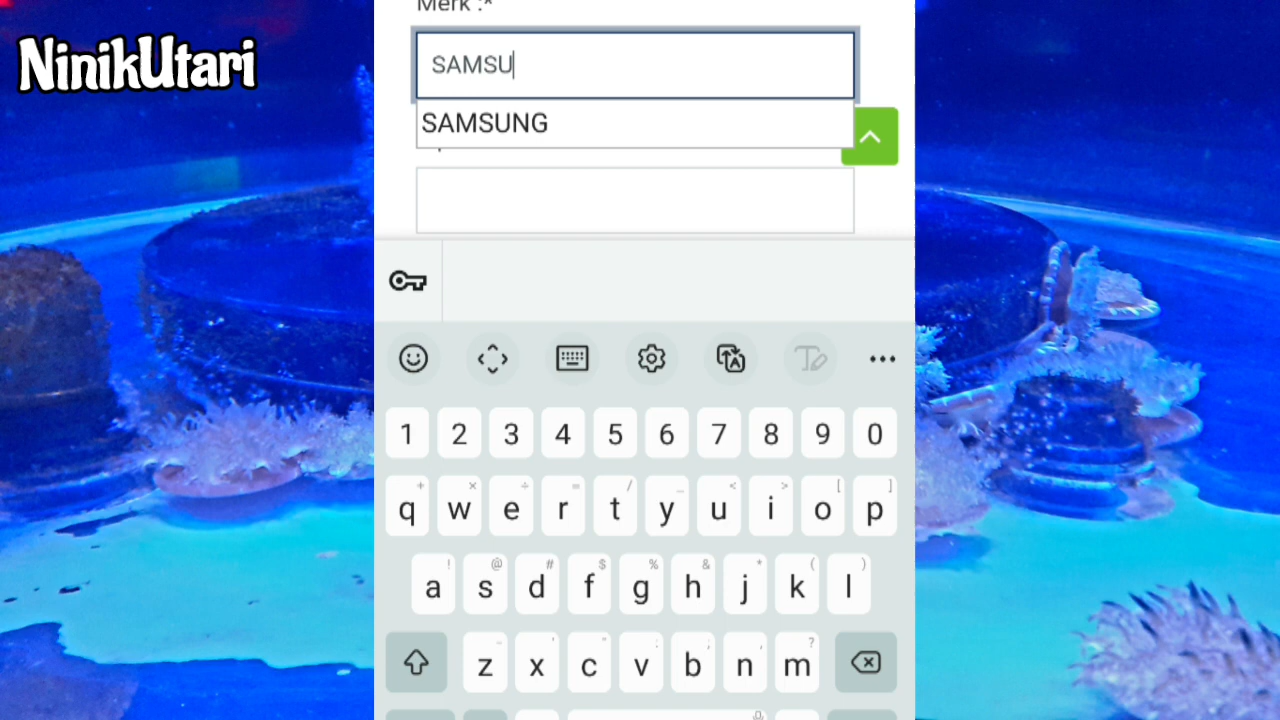 NinikUtari
Merk :*
SAMSU
SAMSUNG
1 2 3 4 5 6 7 8 9 0
q w e r t y u i o p
a s d f g h j k l
z x c v b n m